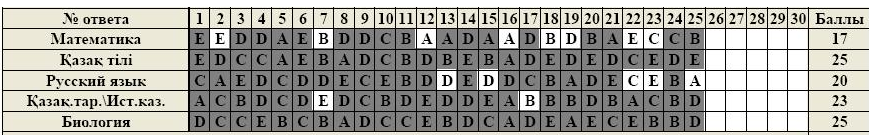 № ответа 1 2 3 4 5 6 7 8 9 10 11 12 13 14 15 16 17 18 19 20 21 22 23 24 25 26 27 28 29 30 Баллы
Математика E E D D A E B D D C B A A D A A D B D B A E C C B 17
Қазақ тілі E D C C A E B A D C B D B E B A D E D E D C E D E 25
Русский язык C A E D C D D E C E B D D E D D C B A D E C E B A 20
Қазақ.тар.\Ист.каз. A C B D C D E D C B D E D D E A B B B D B A C B D 23
Биология D C C E B C B A D C C E B D C A D E A E C E B B D 25